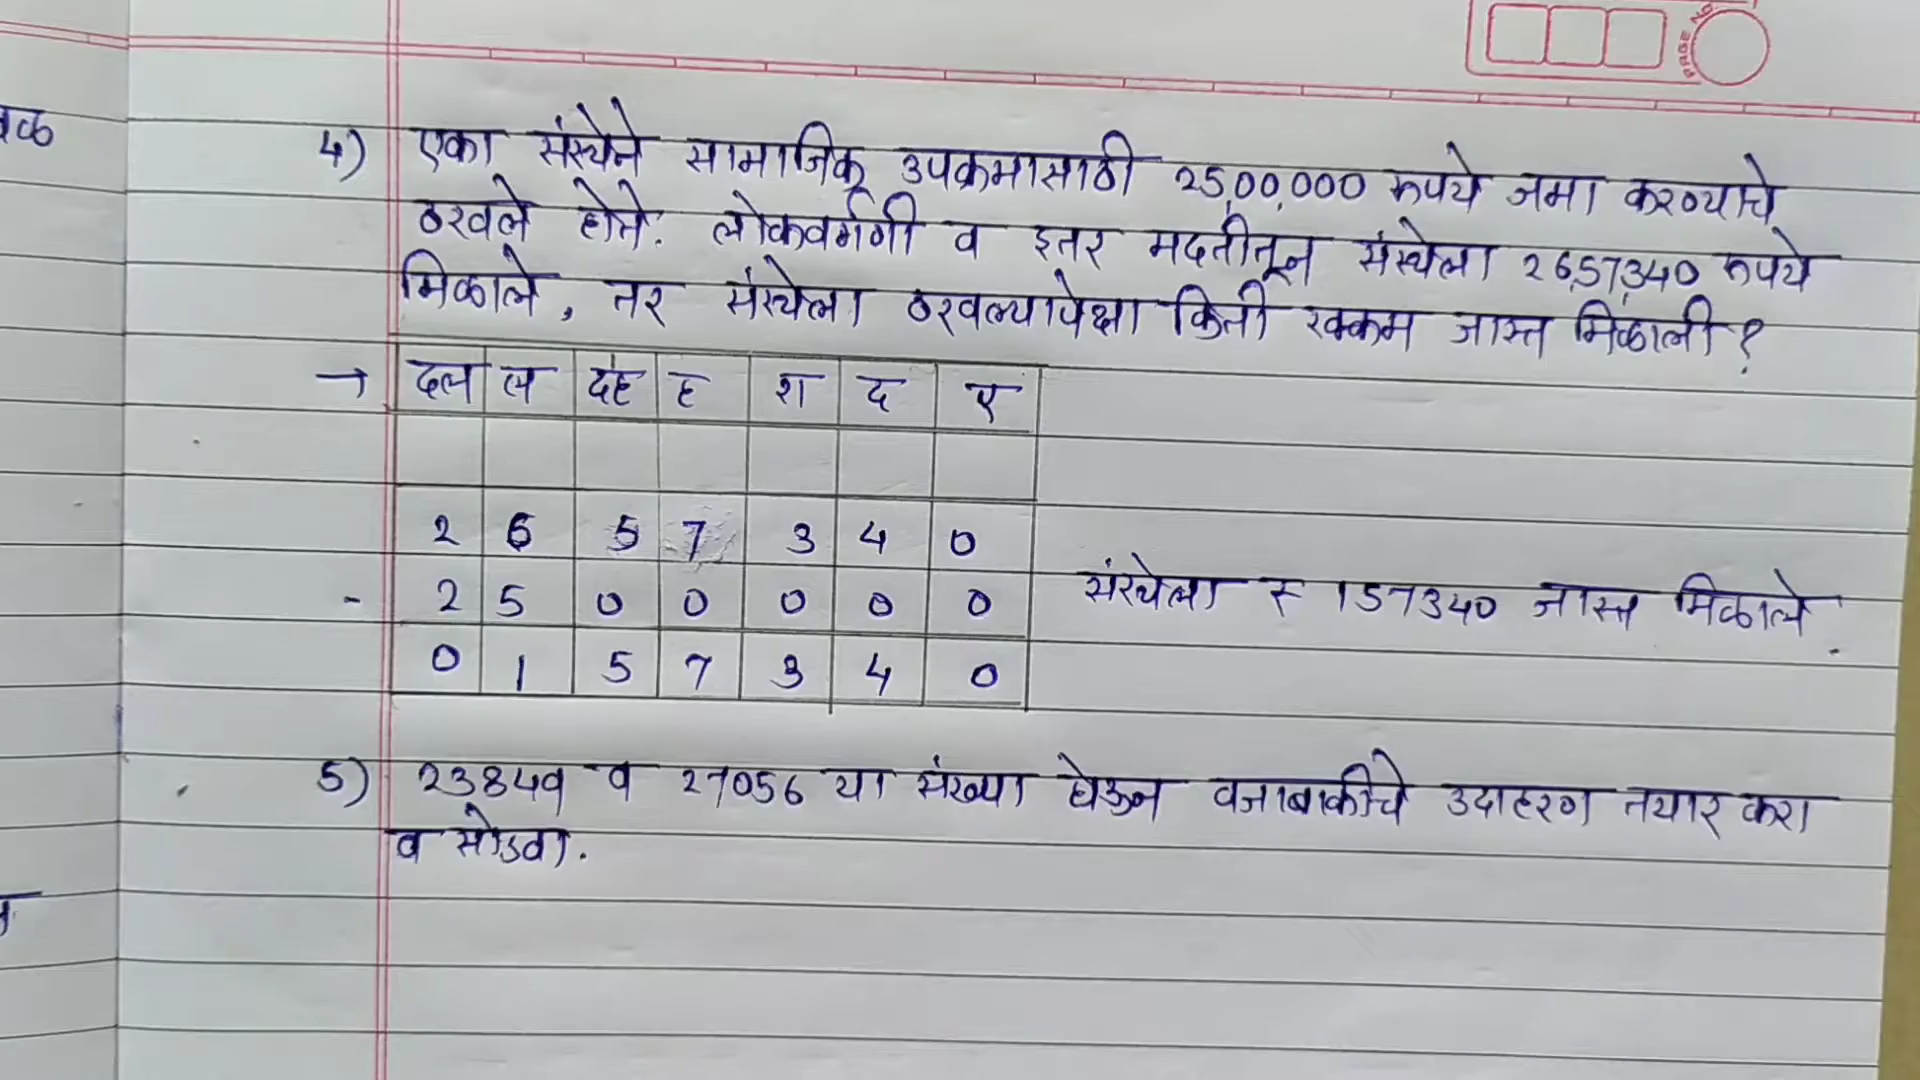 PAGE No.
4) एका संस्थेने सामाजिक उपक्रमासाठी 25,00,000 रुपये जमा करण्याचे
ठरवले होते. लोकवर्गणी व इतर मदतीतून संस्थेला 26,57,340 रुपये
मिळाले, तर संस्थेला ठरवल्यापेक्षा किती रक्कम जास्त मिळाली?
→ दल ल दह ह श द ए
2 6 5 7 3 4 0
- 2 5 0 0 0 0 0 संस्थेला रु 157340 जास्त मिळाले.
0 1 5 7 3 4 0
5) 23849 व 27056 या संख्या घेऊन वजाबाकीचे उदाहरण तयार करा
व सोडवा.